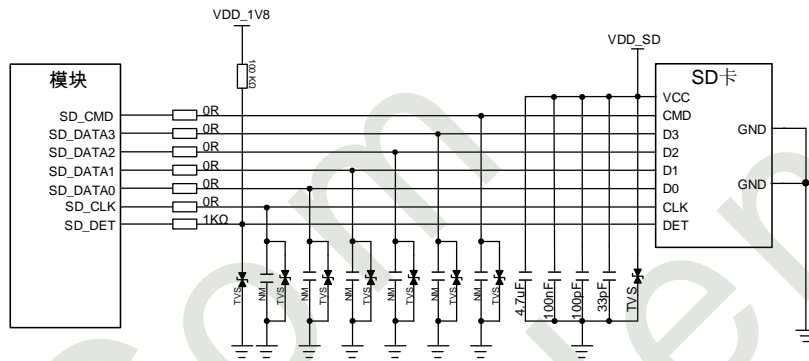 VDD_1V8
VDD_SD
100 KΩ
模块
SD卡
SD_CMD
0R
VCC
CMD
SD_DATA3
0R
D3
GND
SD_DATA2
0R
D2
SD_DATA1
0R
D1
SD_DATA0
0R
D0
GND
SD_CLK
0R
CLK
SD_DET
1KΩ
DET
TVS
NM
TVS
NM
TVS
NM
TVS
NM
TVS
NM
TVS
NM
TVS
4.7uF
100nF
100pF
33pF
TVS